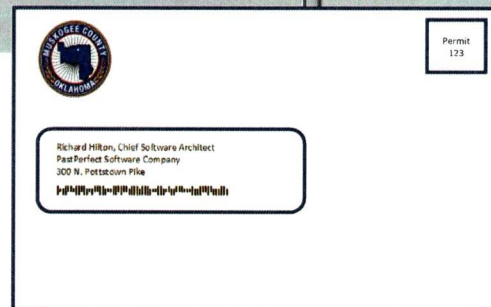 MUSKOGEE COUNTY
OKLAHOMA
Permit
123
Richard Hilton, Chief Software Architect
PastPerfect Software Company
300 N. Pottstown Pike